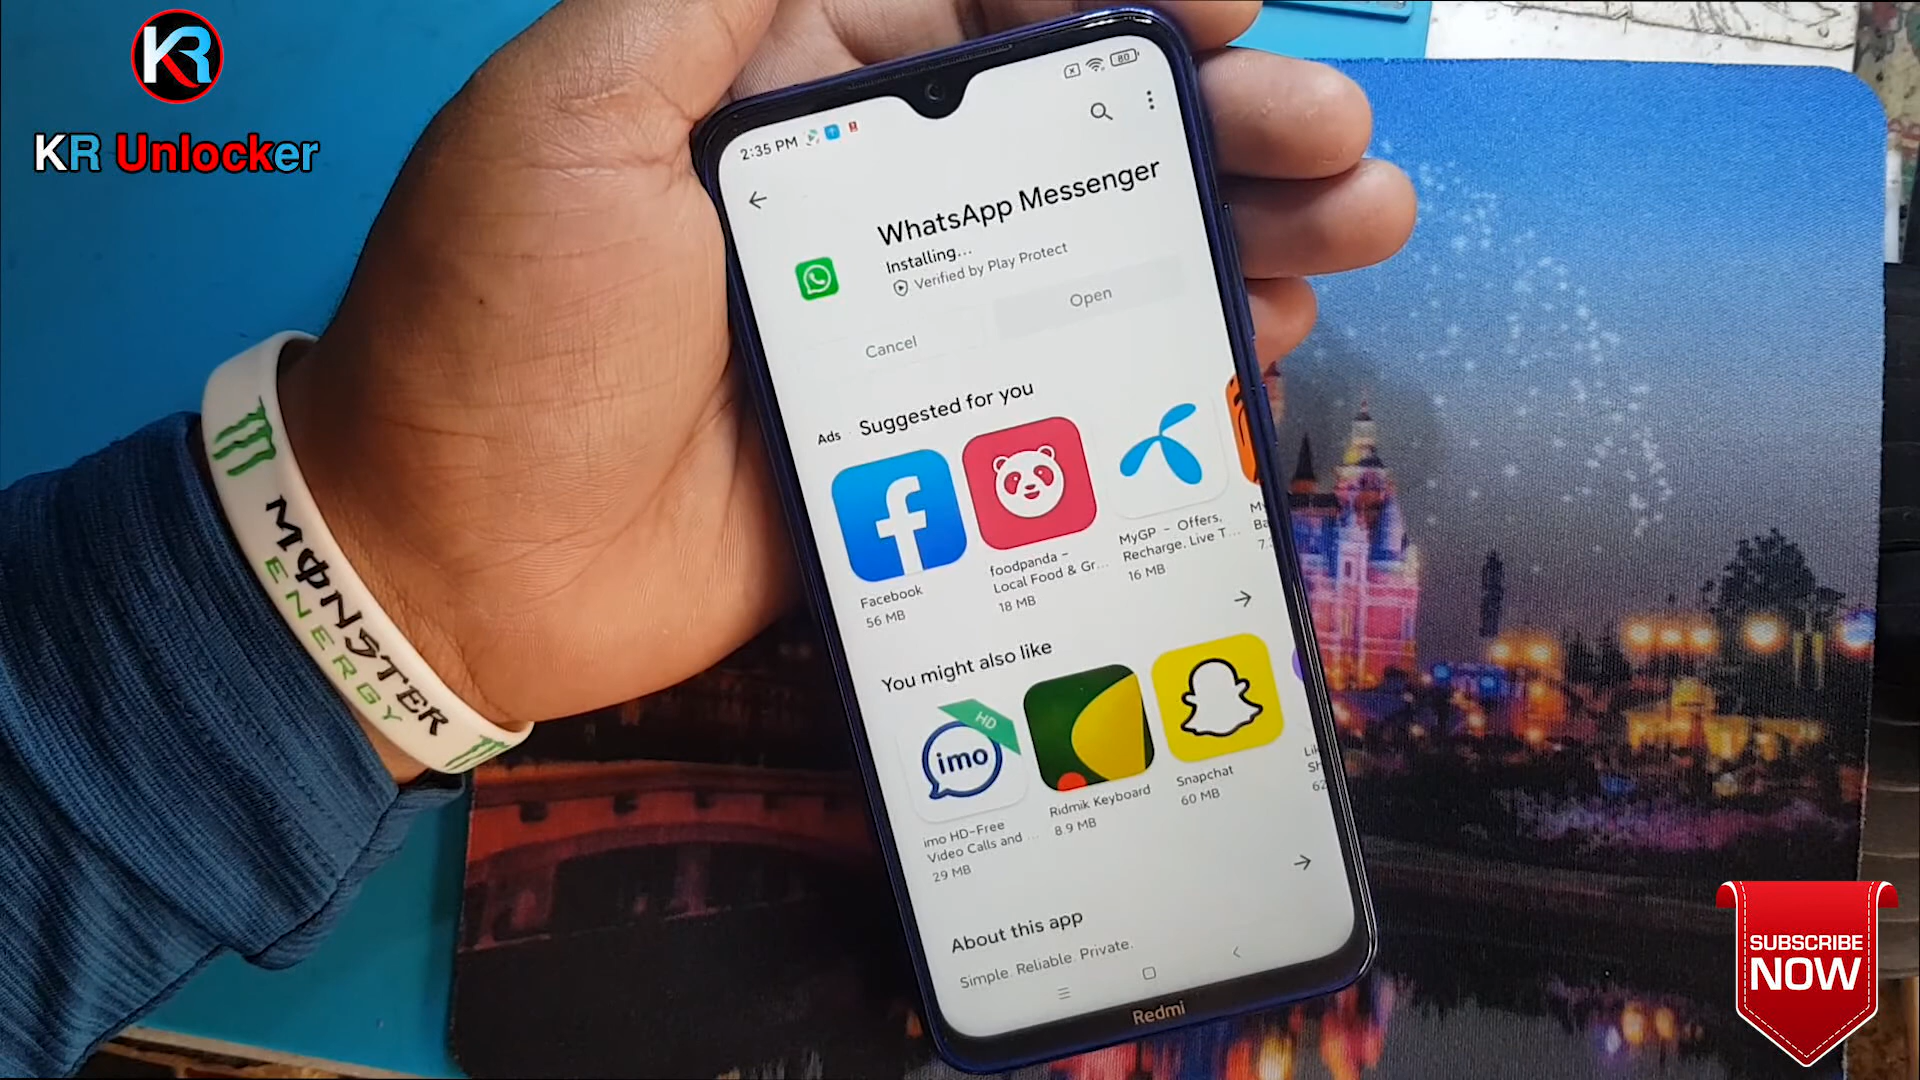 KR
KR Unlocker
2:35 PM
80
WhatsApp Messenger
Installing...
Verified by Play Protect
Cancel
Open
Ads
Suggested for you
Facebook
56 MB
foodpanda -
Local Food & Gr...
18 MB
MyGP - Offers,
Recharge, Live T...
16 MB
You might also like
HD
imo
imo HD-Free
Video Calls and ...
29 MB
Ridmik Keyboard
8.9 MB
Snapchat
60 MB
About this app
Simple. Reliable. Private.
Redmi
MONSTER
ENERGY
SUBSCRIBE
NOW